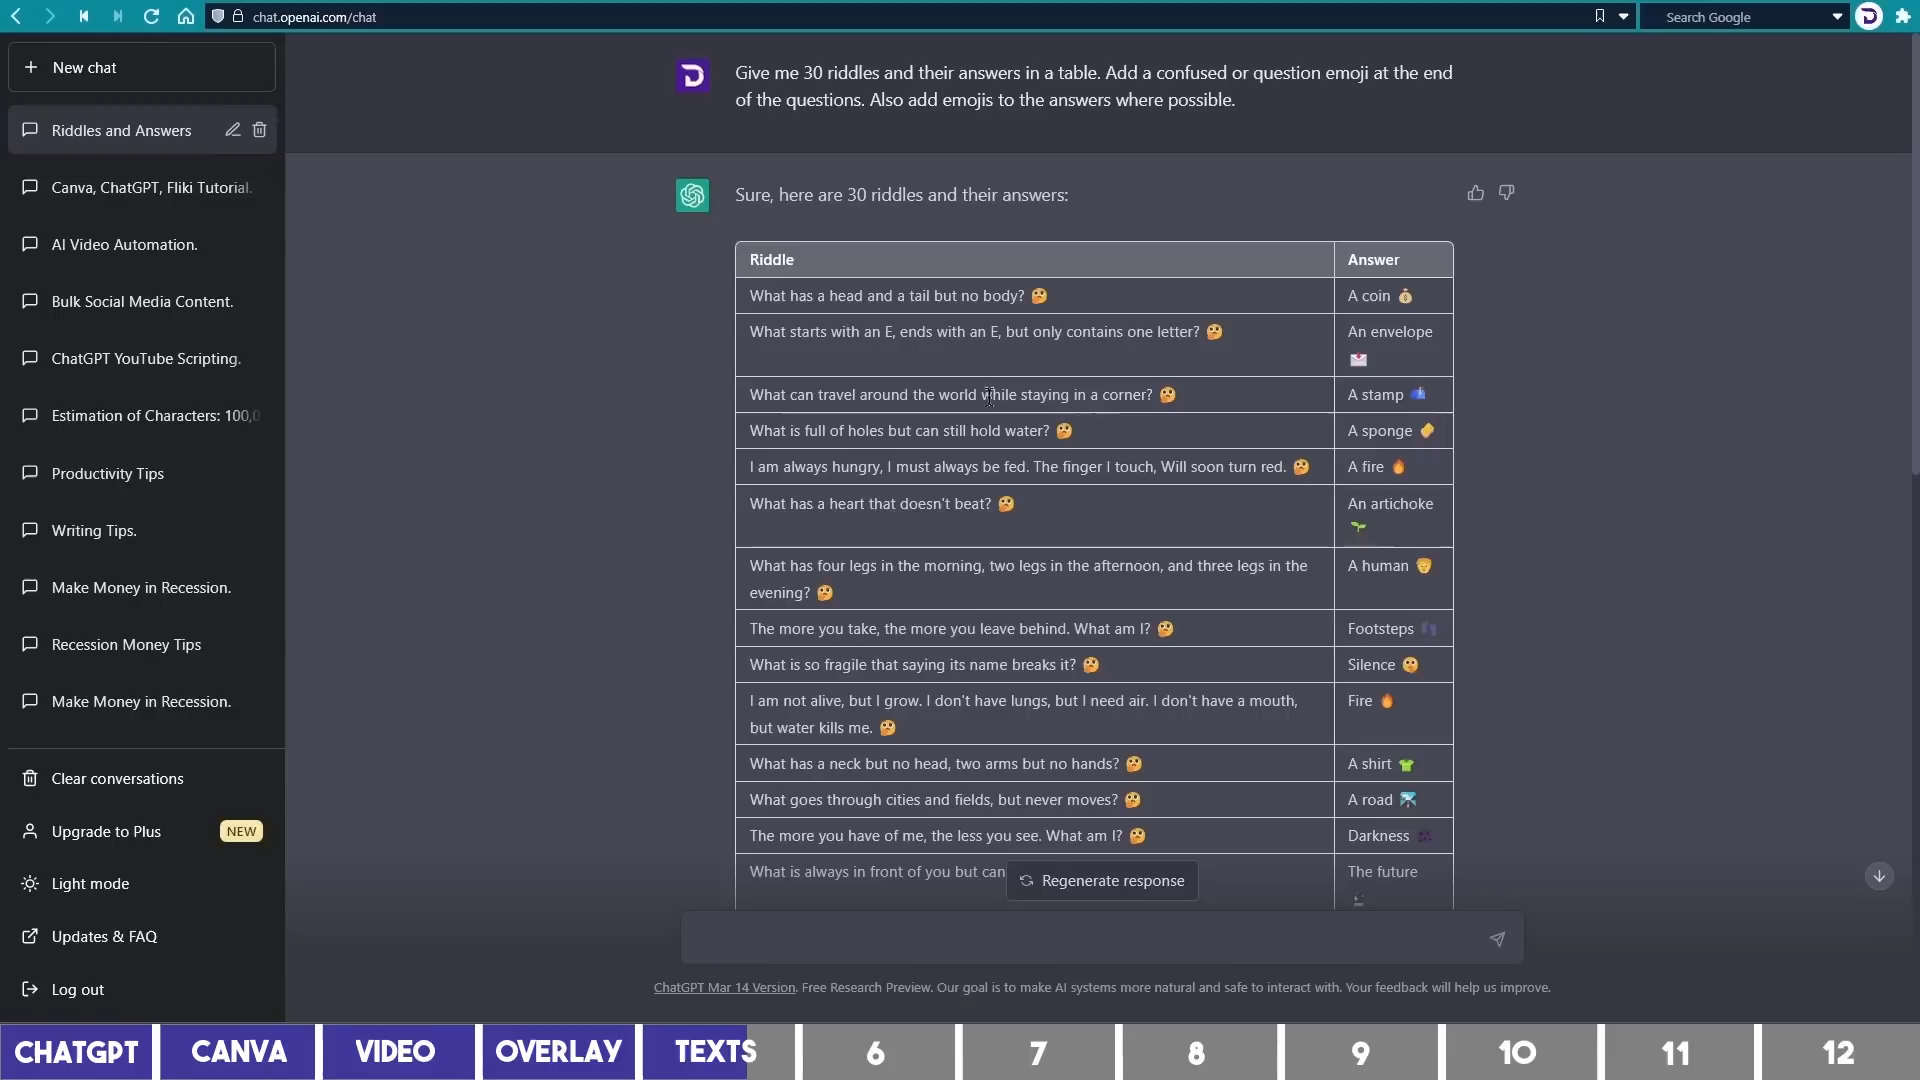 chat.openai.com/chat
Search Google
New chat
Riddles and Answers
Canva, ChatGPT, Fliki Tutorial.
AI Video Automation.
Bulk Social Media Content.
ChatGPT YouTube Scripting.
Estimation of Characters: 100,0
Productivity Tips
Writing Tips.
Make Money in Recession.
Recession Money Tips
Make Money in Recession.
Clear conversations
Upgrade to Plus NEW
Light mode
Updates & FAQ
Log out
Give me 30 riddles and their answers in a table. Add a confused or question emoji at the end
of the questions. Also add emojis to the answers where possible.
Sure, here are 30 riddles and their answers:
Riddle Answer
What has a head and a tail but no body? 🤔 A coin 💰
What starts with an E, ends with an E, but only contains one letter? 🤔 An envelope
💌
What can travel around the world while staying in a corner? 🤔 A stamp 📫
What is full of holes but can still hold water? 🤔 A sponge 🧽
I am always hungry, I must always be fed. The finger I touch, Will soon turn red. 🤔 A fire 🔥
What has a heart that doesn't beat? 🤔 An artichoke
🌱
What has four legs in the morning, two legs in the afternoon, and three legs in the A human 👨
evening? 🤔
The more you take, the more you leave behind. What am I? 🤔 Footsteps 👣
What is so fragile that saying its name breaks it? 🤔 Silence 🤫
I am not alive, but I grow. I don't have lungs, but I need air. I don't have a mouth, Fire 🔥
but water kills me. 🤔
What has a neck but no head, two arms but no hands? 🤔 A shirt 👕
What goes through cities and fields, but never moves? 🤔 A road 🛣️
The more you have of me, the less you see. What am I? 🤔 Darkness
What is always in front of you but can The future
Regenerate response
ChatGPT Mar 14 Version. Free Research Preview. Our goal is to make AI systems more natural and safe to interact with. Your feedback will help us improve.
CHATGPT CANVA VIDEO OVERLAY TEXTS 6 7 8 9 10 11 12